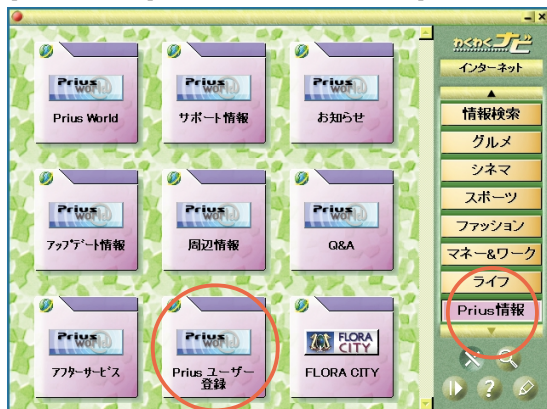 わくわくナビ
インターネット
Prius World
Prius World
サポート情報
Prius World
お知らせ
Prius World
アップデート情報
Prius World
周辺情報
Prius World
Q&A
Prius World
アフターサービス
Prius World
Prius ユーザー
登録
FLORA
CITY
FLORA CITY
情報検索
グルメ
シネマ
スポーツ
ファッション
マネー&ワーク
ライフ
Prius情報
?